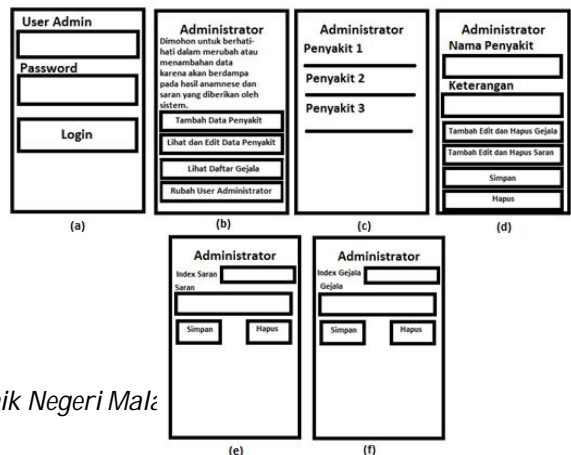 User Admin
Password
Login
(a)
Administrator
Dimohon untuk berhati-
hati dalam merubah atau
menambahan data
karena akan berdampa
pada hasil anamnese dan
saran yang diberikan oleh
sistem.
Tambah Data Penyakit
Lihat dan Edit Data Penyakit
Lihat Daftar Gejala
Rubah User Administrator
(b)
Administrator
Penyakit 1
Penyakit 2
Penyakit 3
(c)
Administrator
Nama Penyakit
Keterangan
Tambah Edit dan Hapus Gejala
Tambah Edit dan Hapus Saran
Simpan
Hapus
(d)
Administrator
Index Saran
Saran
Simpan
Hapus
(e)
Administrator
Index Gejala
Gejala
Simpan
Hapus
(f)
ik Negeri Mala